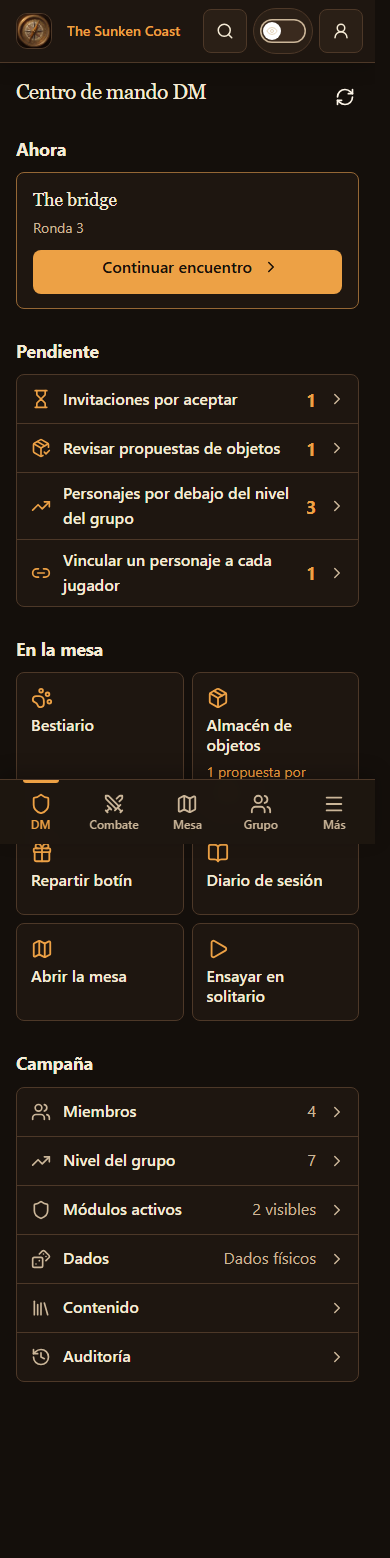 The Sunken Coast
Centro de mando DM
Ahora
The bridge
Ronda 3
Continuar encuentro
Pendiente
Invitaciones por aceptar 1
Revisar propuestas de objetos 1
Personajes por debajo del nivel
del grupo 3
Vincular un personaje a cada
jugador 1
En la mesa
Bestiario
Almacén de
objetos
1 propuesta por
DM
Combate
Mesa
Grupo
Más
Repartir botín
Diario de sesión
Abrir la mesa
Ensayar en
solitario
Campaña
Miembros 4
Nivel del grupo 7
Módulos activos 2 visibles
Dados Dados físicos
Contenido
Auditoría